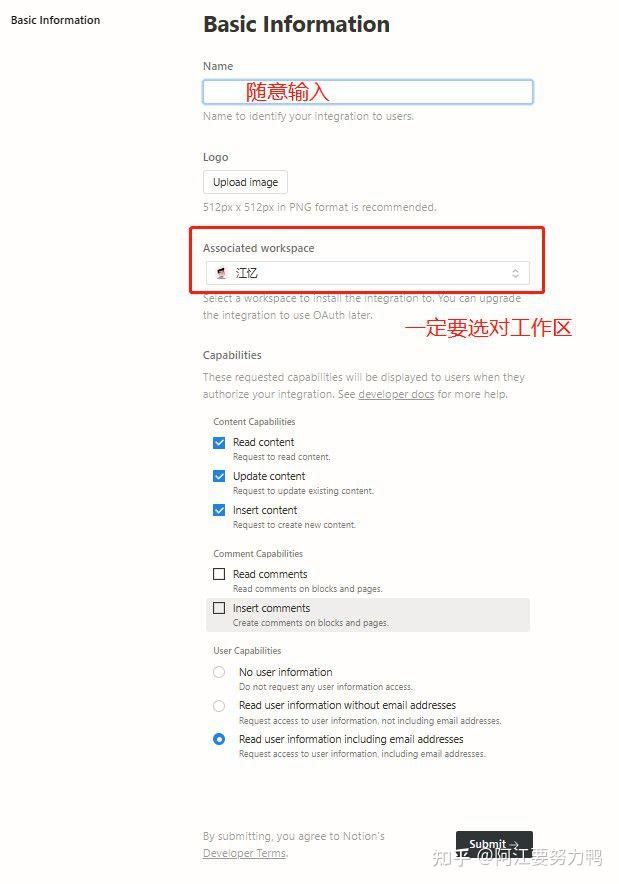 Basic Information
Basic Information
Name
随意输入
Name to identify your integration to users.
Logo
Upload image
512px x 512px in PNG format is recommended.
Associated workspace
江忆
Select a workspace to install the integration to. You can upgrade
the integration to use OAuth later.
一定要选对工作区
Capabilities
These requested capabilities will be displayed to users when they
authorize your integration. See developer docs for more help.
Content Capabilities
Read content
Request to read content.
Update content
Request to update existing content.
Insert content
Request to create new content.
Comment Capabilities
Read comments
Read comments on blocks and pages.
Insert comments
Create comments on blocks and pages.
User Capabilities
No user information
Do not request any user information access.
Read user information without email addresses
Request access to user information, not including email addresses.
Read user information including email addresses
Request access to user information, including email addresses.
By submitting, you agree to Notion's
Developer Terms.
Submit →
知乎 @阿江要努力鸭